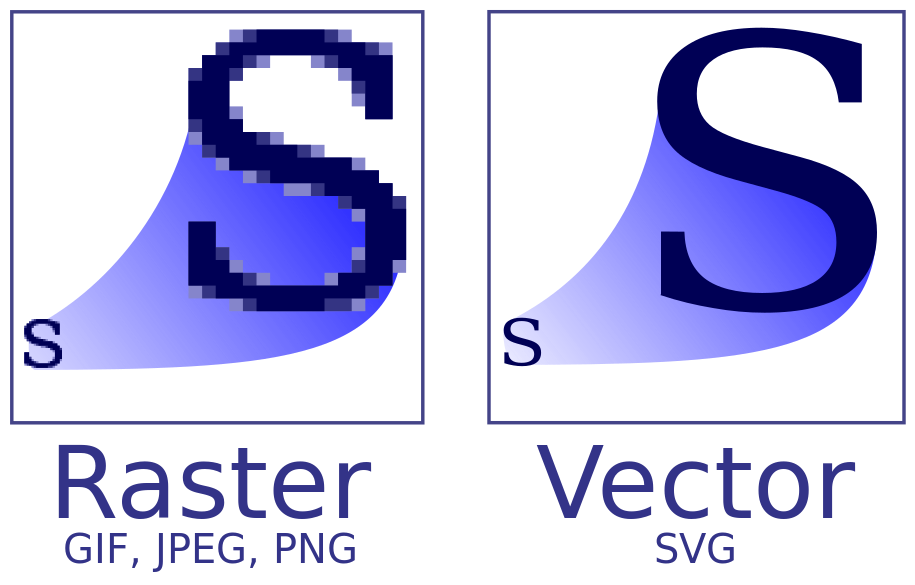 S
S
S
S
Raster
GIF, JPEG, PNG
Vector
SVG